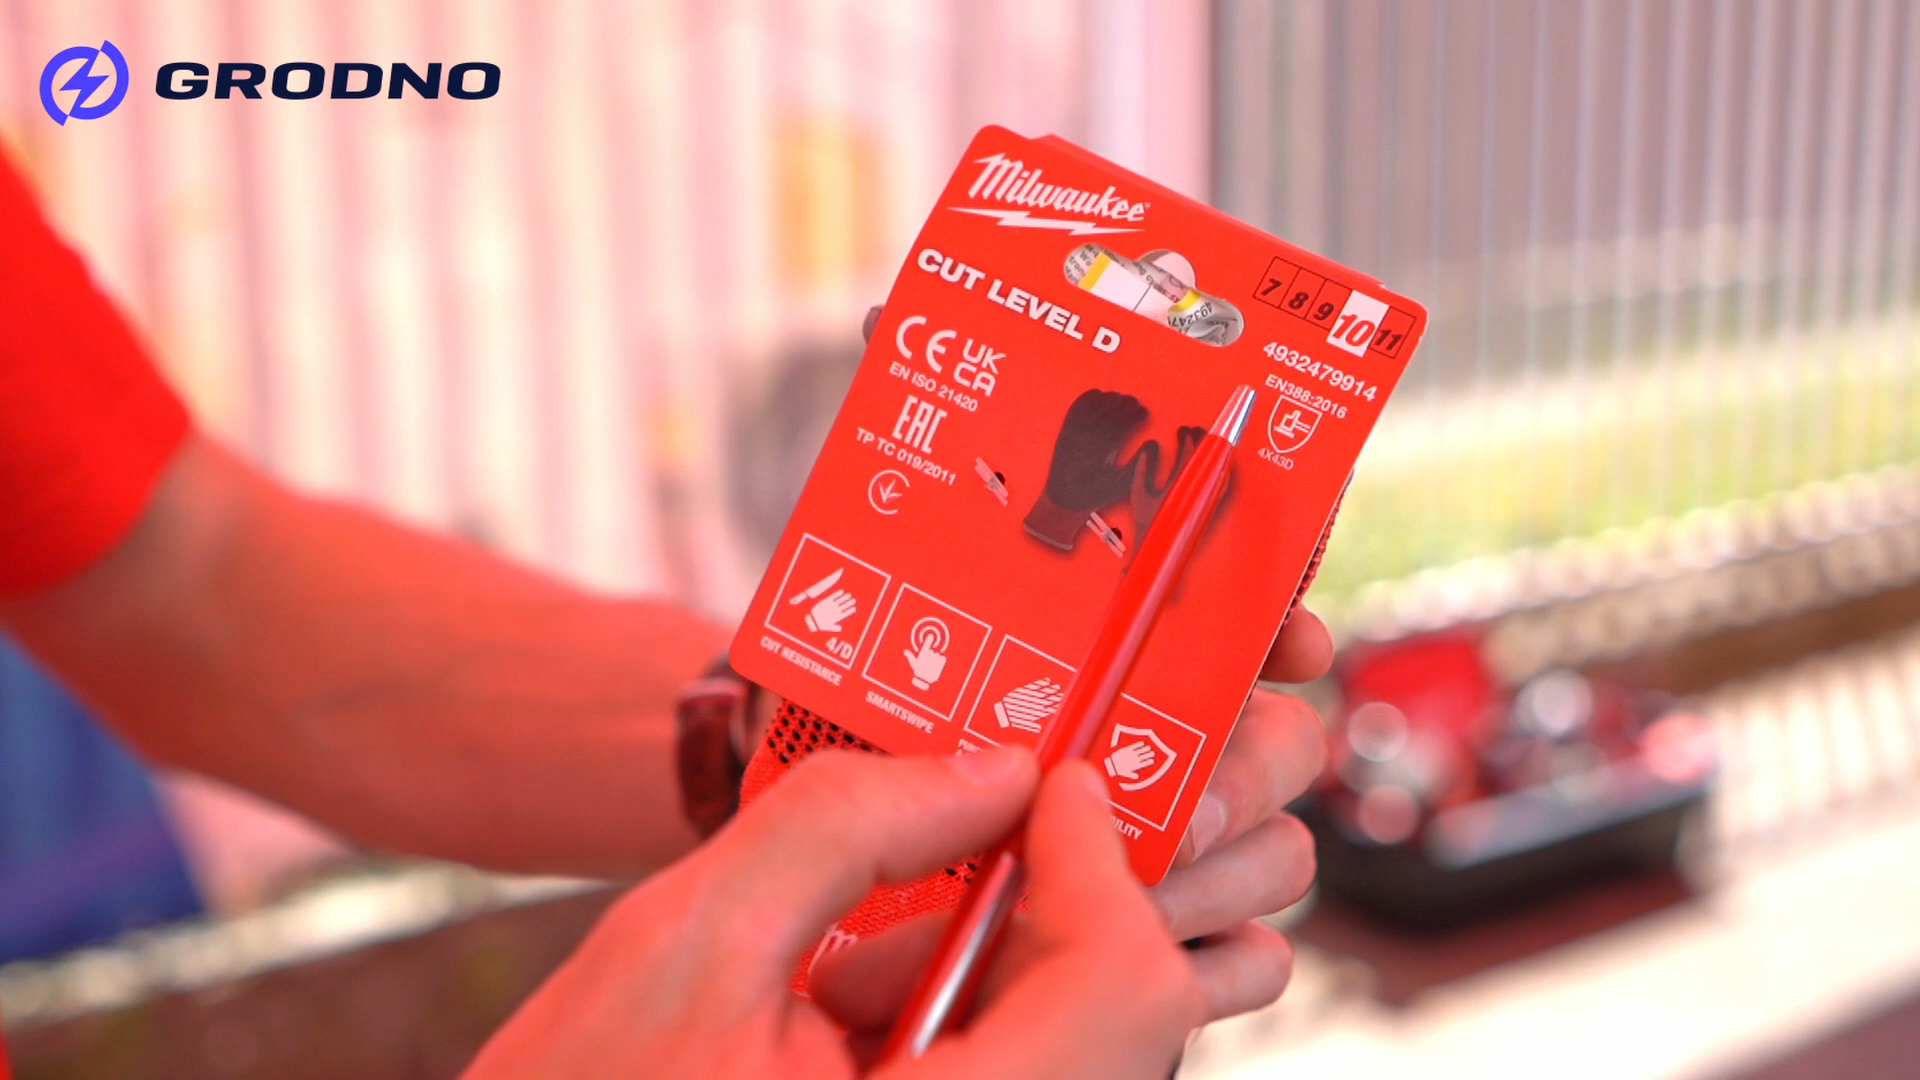 GRODNO
Milwaukee
CUT LEVEL D
7 8 9 10 11
4932479914
EN388:2016
4X43D
CE UK CA
EN ISO 21420
EAC
TP TC 019/2011
4/D
CUT RESISTANCE
SMARTSWIPE